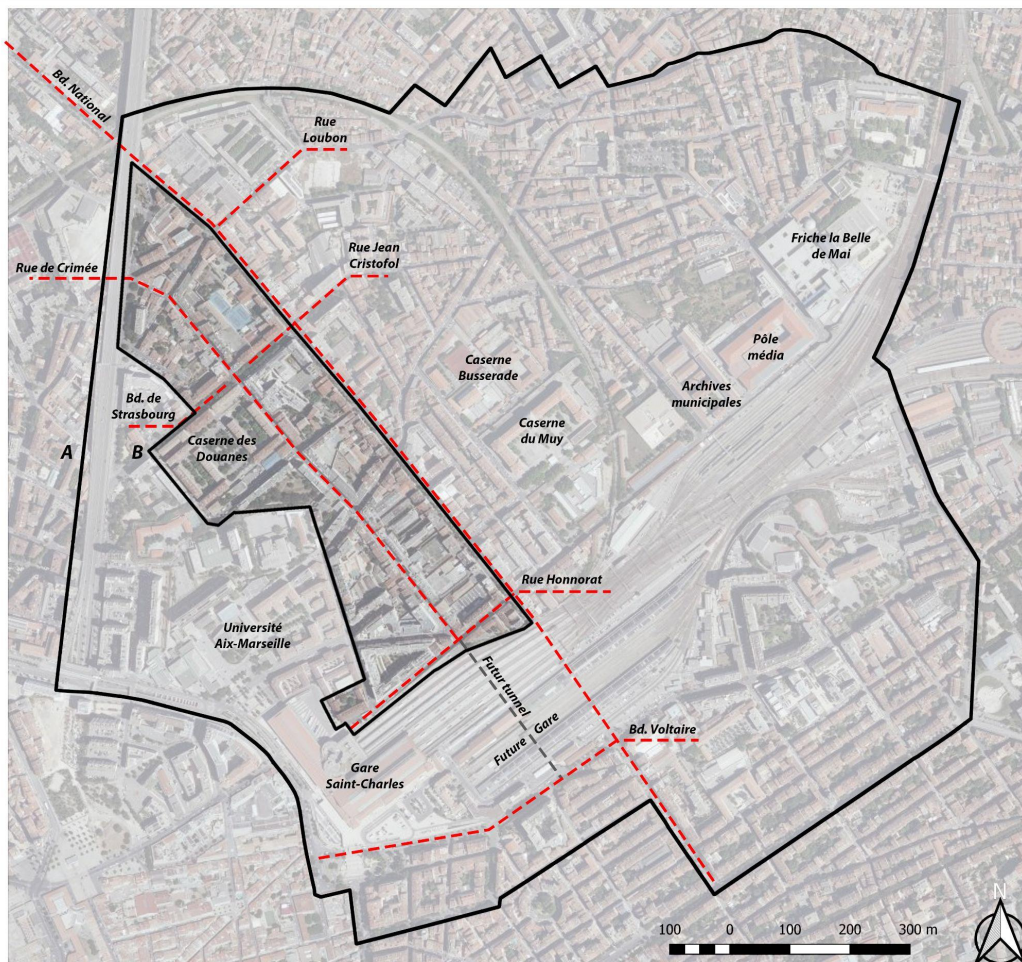 Bd. National
Rue
Loubon
Rue Jean
Cristofol
Rue de Crimée
Friche la Belle
de Mai
Pôle
média
Caserne
Busserade
Archives
municipales
Bd. de
Strasbourg
Caserne
du Muy
Caserne des
Douanes
A
B
Rue Honnorat
Université
Aix-Marseille
Futur tunnel
Future Gare
Bd. Voltaire
Gare
Saint-Charles
N
100 0 100 200 300 m